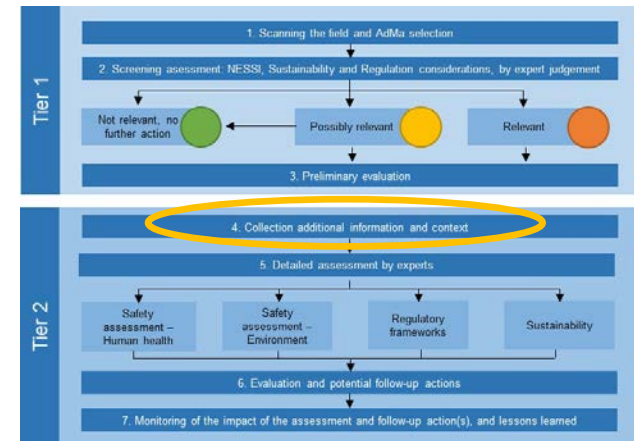 Tier 1
1. Scanning the field and AdMa selection
2. Screening asessment: NESSI, Sustainability and Regulation considerations, by expert judgement
Not relevant, no
further action
Possibly relevant
Relevant
3. Preliminary evaluation
Tier 2
4. Collection additional information and context
5. Detailed assessment by experts
Safety
assessment –
Human health
Safety
assessment –
Environment
Regulatory
frameworks
Sustainability
6. Evaluation and potential follow-up actions
7. Monitoring of the impact of the assessment and follow-up action(s), and lessons learned